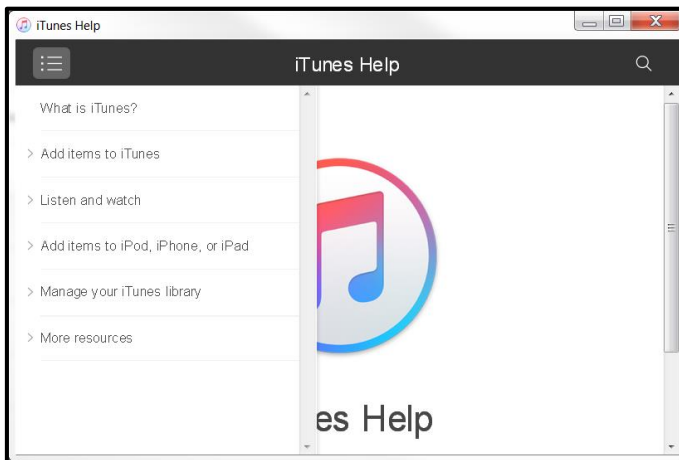 iTunes Help
iTunes Help
What is iTunes?
Add items to iTunes
Listen and watch
Add items to iPod, iPhone, or iPad
Manage your iTunes library
More resources
es Help